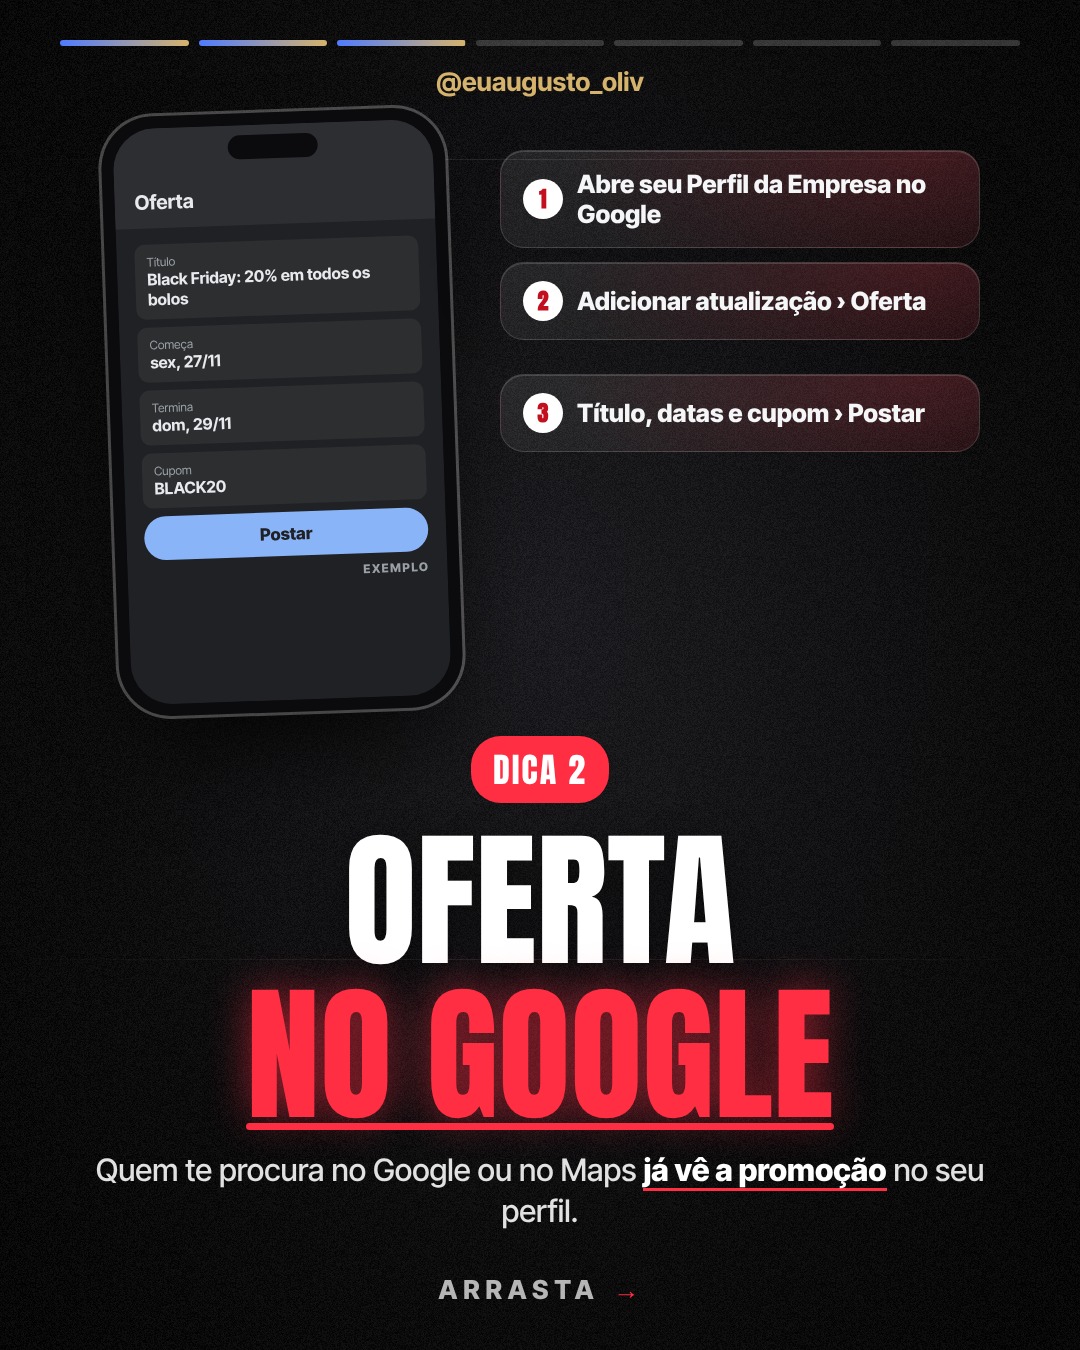 @euaugusto_oliv
Oferta
Título
Black Friday: 20% em todos os
bolos
Começa
sex, 27/11
Termina
dom, 29/11
Cupom
BLACK20
Postar
EXEMPLO
1
Abre seu Perfil da Empresa no
Google
2
Adicionar atualização › Oferta
3
Título, datas e cupom › Postar
DICA 2
OFERTA
NO GOOGLE
Quem te procura no Google ou no Maps já vê a promoção no seu
perfil.
ARRASTA →